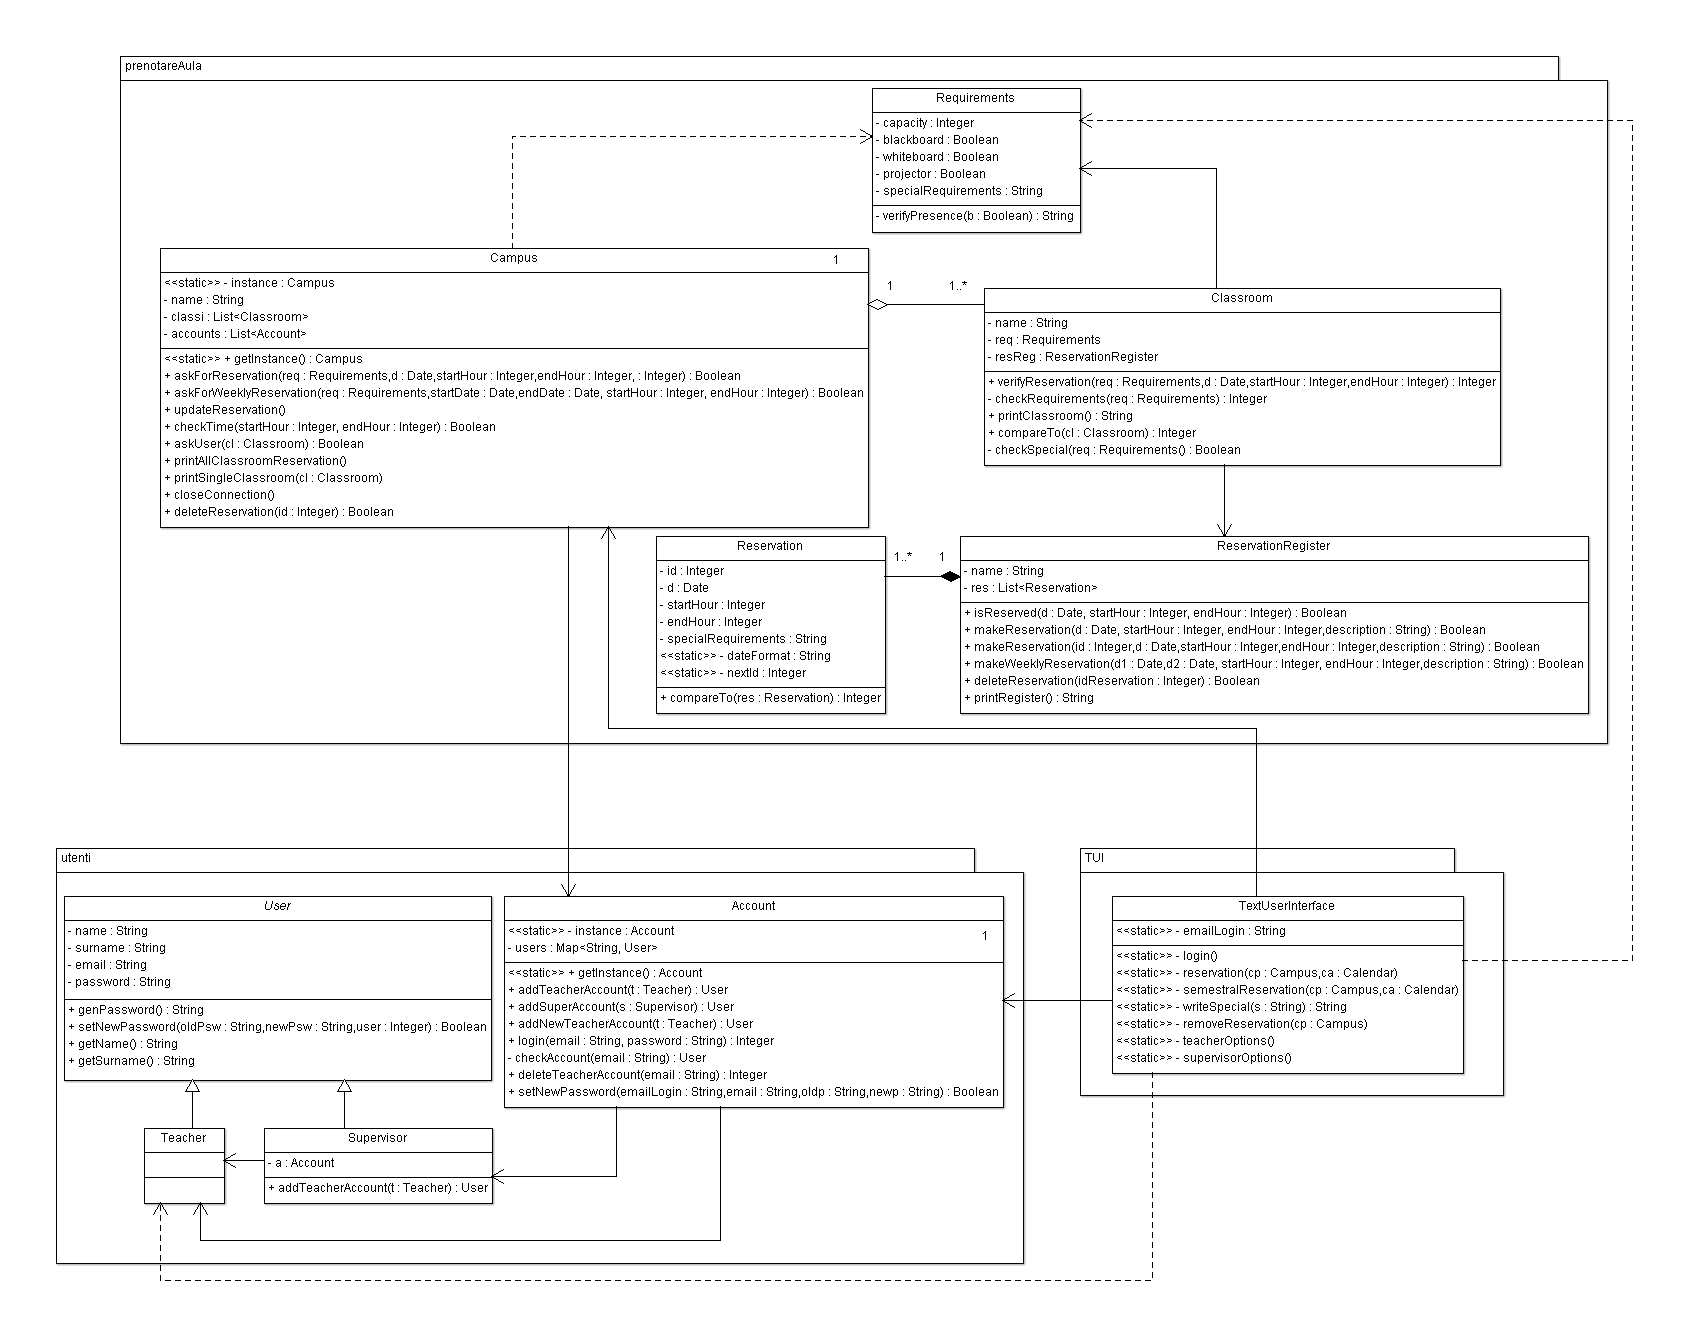 prenotareAula
Requirements
- capacity : Integer
- blackboard : Boolean
- whiteboard : Boolean
- projector : Boolean
- specialRequirements : String
- verifyPresence(b : Boolean) : String
Campus
1
<<static>> - instance : Campus
- name : String
- classi : List<Classroom>
- accounts : List<Account>
<<static>> + getInstance() : Campus
+ askForReservation(req : Requirements,d : Date,startHour : Integer,endHour : Integer, : Integer) : Boolean
+ askForWeeklyReservation(req : Requirements,startDate : Date,endDate : Date, startHour : Integer, endHour : Integer) : Boolean
+ updateReservation()
+ checkTime(startHour : Integer, endHour : Integer) : Boolean
+ askUser(cl : Classroom) : Boolean
+ printAllClassroomReservation()
+ printSingleClassroom(cl : Classroom)
+ closeConnection()
+ deleteReservation(id : Integer) : Boolean
1
1..*
Classroom
- name : String
- req : Requirements
- resReg : ReservationRegister
+ verifyReservation(req : Requirements,d : Date,startHour : Integer,endHour : Integer) : Integer
- checkRequirements(req : Requirements) : Integer
+ printClassroom() : String
+ compareTo(cl : Classroom) : Integer
- checkSpecial(req : Requirements() : Boolean
Reservation
- id : Integer
- d : Date
- startHour : Integer
- endHour : Integer
- specialRequirements : String
<<static>> - dateFormat : String
<<static>> - nextId : Integer
+ compareTo(res : Reservation) : Integer
1..*
1
ReservationRegister
- name : String
- res : List<Reservation>
+ isReserved(d : Date, startHour : Integer, endHour : Integer) : Boolean
+ makeReservation(d : Date, startHour : Integer, endHour : Integer,description : String) : Boolean
+ makeReservation(id : Integer,d : Date,startHour : Integer,endHour : Integer,description : String) : Boolean
+ makeWeeklyReservation(d1 : Date,d2 : Date, startHour : Integer, endHour : Integer,description : String) : Boolean
+ deleteReservation(idReservation : Integer) : Boolean
+ printRegister() : String
utenti
User
- name : String
- surname : String
- email : String
- password : String
+ genPassword() : String
+ setNewPassword(oldPsw : String,newPsw : String,user : Integer) : Boolean
+ getName() : String
+ getSurname() : String
Account
<<static>> - instance : Account
1
- users : Map<String, User>
<<static>> + getInstance() : Account
+ addTeacherAccount(t : Teacher) : User
+ addSuperAccount(s : Supervisor) : User
+ addNewTeacherAccount(t : Teacher) : User
+ login(email : String, password : String) : Integer
- checkAccount(email : String) : User
+ deleteTeacherAccount(email : String) : Integer
+ setNewPassword(emailLogin : String,email : String,oldp : String,newp : String) : Boolean
Teacher
Supervisor
- a : Account
+ addTeacherAccount(t : Teacher) : User
TUI
TextUserInterface
<<static>> - emailLogin : String
<<static>> - login()
<<static>> - reservation(cp : Campus,ca : Calendar)
<<static>> - semestralReservation(cp : Campus,ca : Calendar)
<<static>> - writeSpecial(s : String) : String
<<static>> - removeReservation(cp : Campus)
<<static>> - teacherOptions()
<<static>> - supervisorOptions()